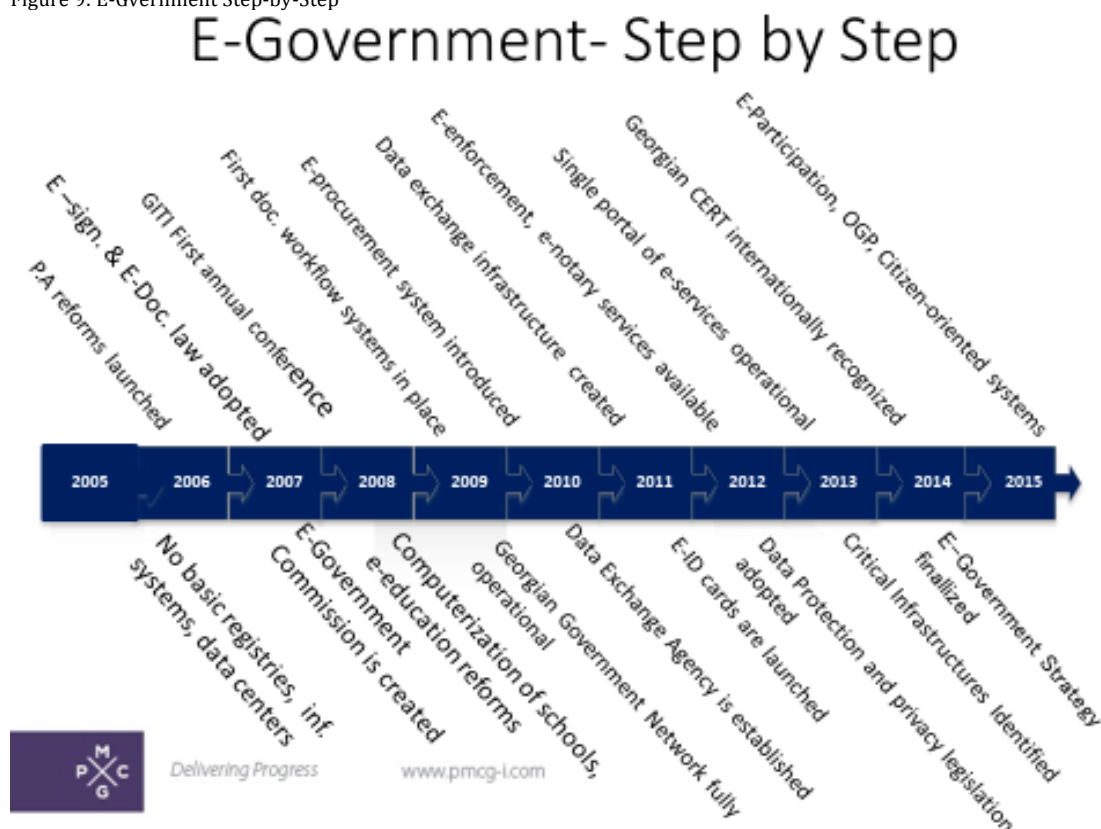 Figure 9. E-Gvernment Step-by-Step
E-Government- Step by Step
P.A reforms launched
E –sign. & E-Doc. law adopted
GITI First annual conference
First doc. workflow systems in place
E-procurement system introduced
Data exchange infrastructure created
E-enforcement, e-notary services available
Single portal of e-services operational
Georgian CERT internationally recognized
E-Participation, OGP, Citizen-oriented systems
2005
2006
2007
2008
2009
2010
2011
2012
2013
2014
2015
No basic registries, inf.
systems, data centers
E-Government
Commission is created
Computerization of schools,
e-education reforms
Georgian Government Network fully
operational
Data Exchange Agency is established
E-ID cards are launched
Data Protection and privacy legislation
adopted
Critical Infrastructures Identified
E–Government Strategy
finallized
M
P C
G
Delivering Progress
www.pmcg-i.com